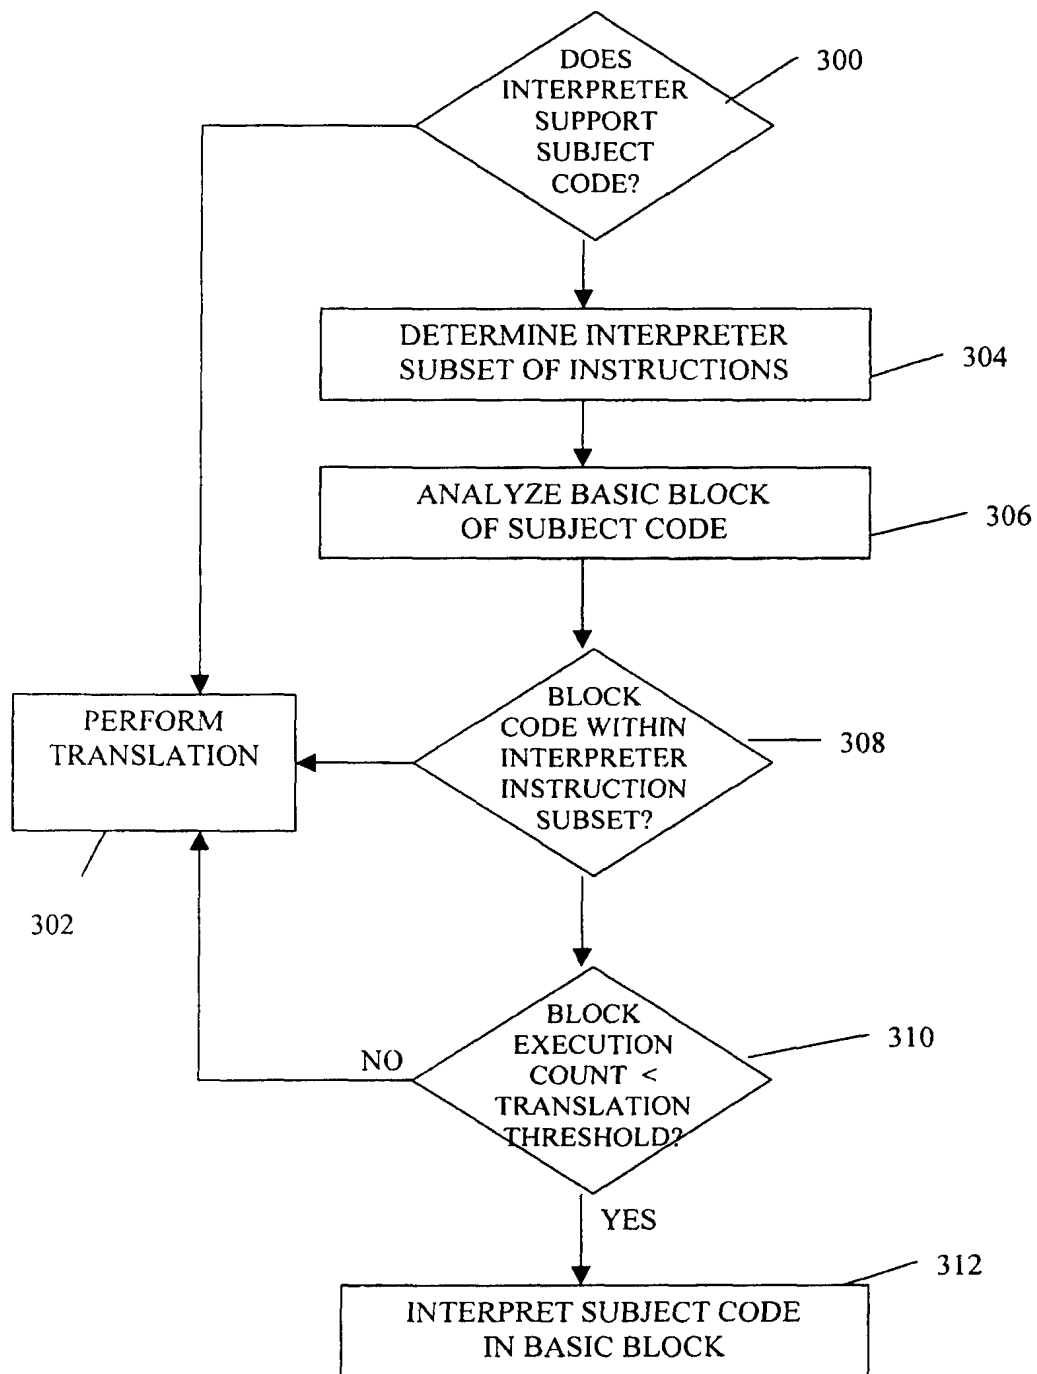 DOES
INTERPRETER
SUPPORT
SUBJECT
CODE?
300
DETERMINE INTERPRETER
SUBSET OF INSTRUCTIONS
304
ANALYZE BASIC BLOCK
OF SUBJECT CODE
306
BLOCK
CODE WITHIN
INTERPRETER
INSTRUCTION
SUBSET?
308
PERFORM
TRANSLATION
302
BLOCK
EXECUTION
COUNT <
TRANSLATION
THRESHOLD?
310
NO
YES
312
INTERPRET SUBJECT CODE
IN BASIC BLOCK